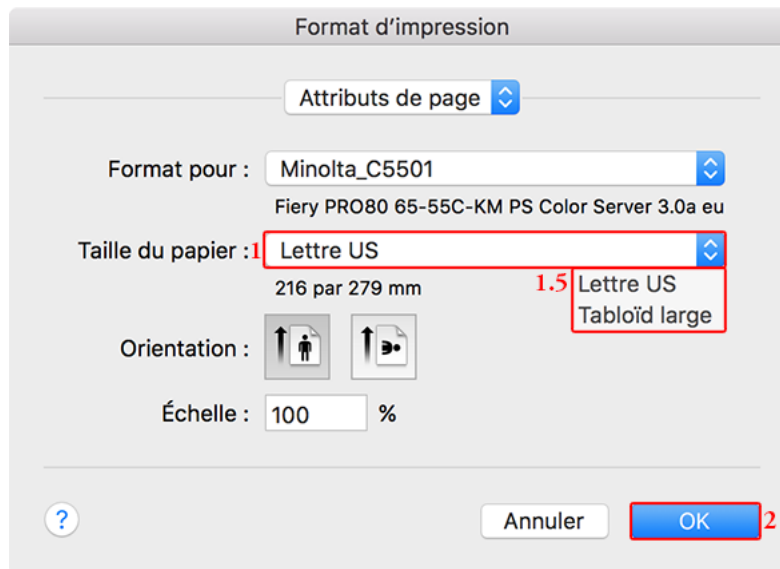 Format d’impression
Attributs de page
Format pour : Minolta_C5501
Fiery PRO80 65-55C-KM PS Color Server 3.0a eu
Taille du papier : 1 Lettre US
216 par 279 mm
1.5 Lettre US
Tabloïd large
Orientation :
Échelle : 100 %
? Annuler OK 2